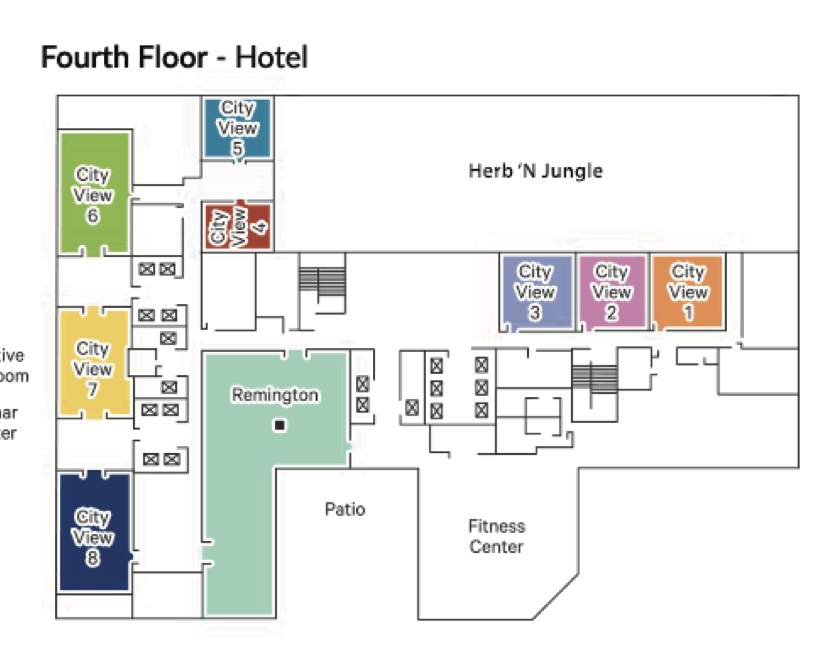 Fourth Floor - Hotel
City
View
5
Herb 'N Jungle
City
View
6
City
View
4
City
View
3
City
View
2
City
View
1
City
View
7
Remington
Patio
Fitness
Center
City
View
8